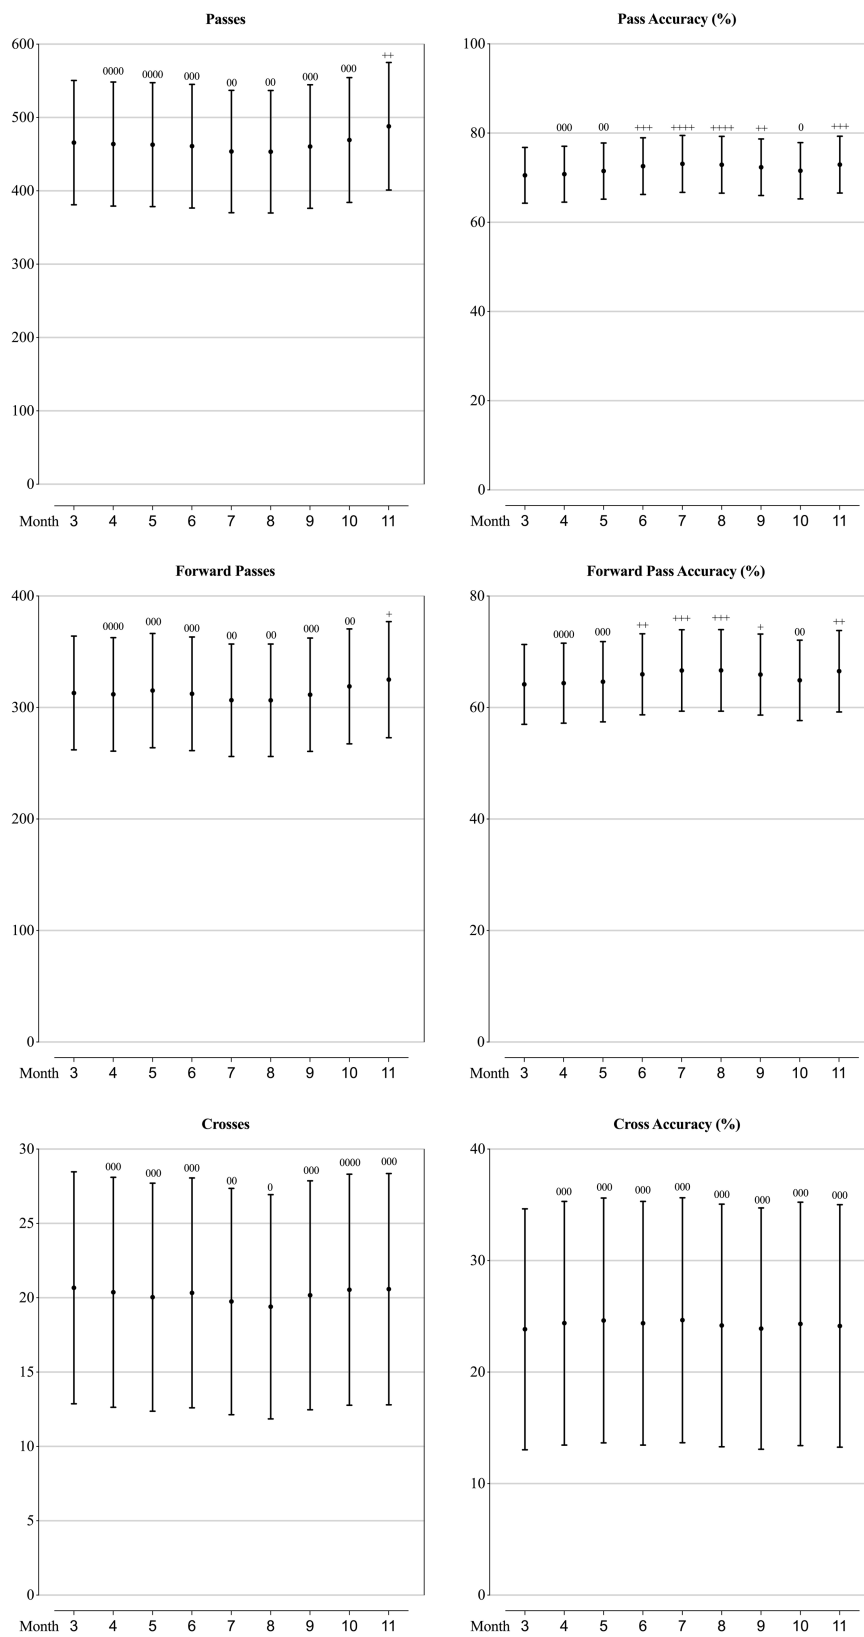 Passes
600
500
400
300
200
100
0
0000 0000 000 00 00 000 000 ++
Month 3 4 5 6 7 8 9 10 11
Pass Accuracy (%)
100
80
60
40
20
0
000 00 +++ ++++ ++++ ++ 0 +++
Month 3 4 5 6 7 8 9 10 11
Forward Passes
400
300
200
100
0
0000 000 000 00 00 000 00 +
Month 3 4 5 6 7 8 9 10 11
Forward Pass Accuracy (%)
80
60
40
20
0
0000 000 ++ +++ +++ + 00 ++
Month 3 4 5 6 7 8 9 10 11
Crosses
30
25
20
15
10
5
0
000 000 000 00 0 000 0000 000
Month 3 4 5 6 7 8 9 10 11
Cross Accuracy (%)
40
30
20
10
0
000 000 000 000 000 000 000 000
Month 3 4 5 6 7 8 9 10 11